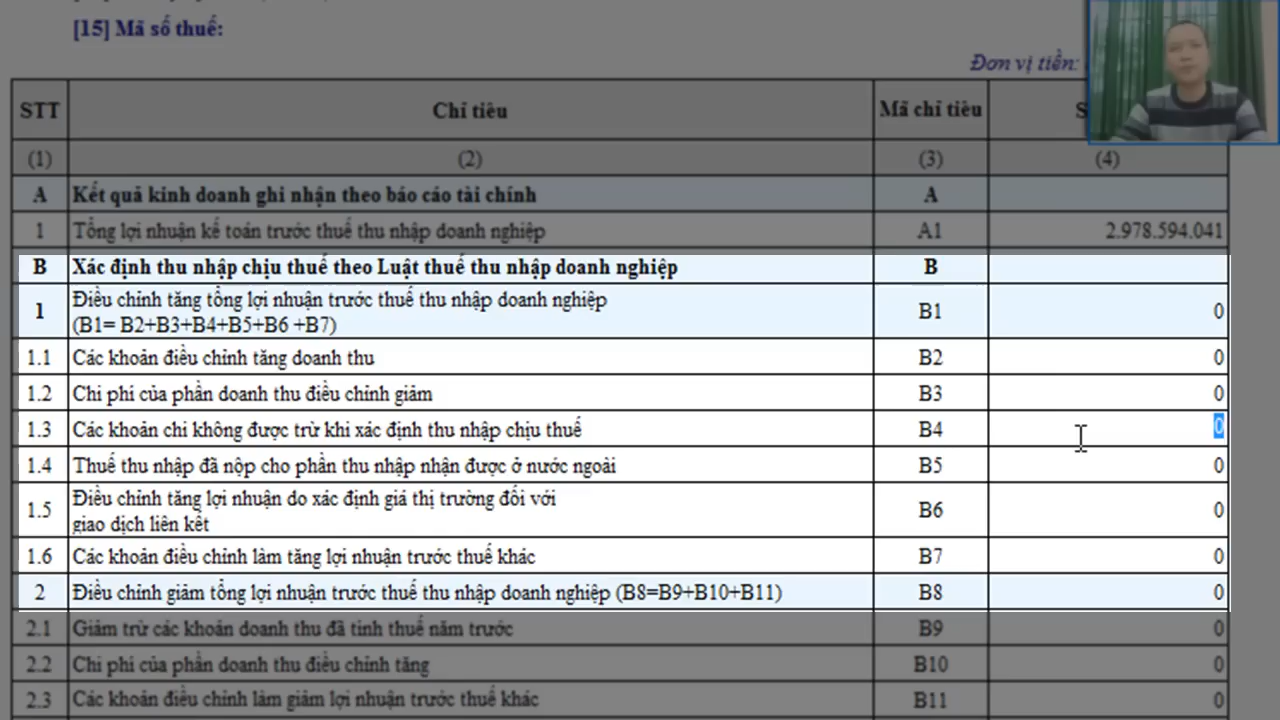 [15] Mã số thuế:
Đơn vị tiền:
STT Chỉ tiêu Mã chỉ tiêu S
(1) (2) (3) (4)
A Kết quả kinh doanh ghi nhận theo báo cáo tài chính A
1 Tổng lợi nhuận kế toán trước thuế thu nhập doanh nghiệp A1 2.978.594.041
B Xác định thu nhập chịu thuế theo Luật thuế thu nhập doanh nghiệp B
1 Điều chỉnh tăng tổng lợi nhuận trước thuế thu nhập doanh nghiệp
(B1= B2+B3+B4+B5+B6 +B7) B1 0
1.1 Các khoản điều chỉnh tăng doanh thu B2 0
1.2 Chi phí của phần doanh thu điều chỉnh giảm B3 0
1.3 Các khoản chi không được trừ khi xác định thu nhập chịu thuế B4 0
1.4 Thuế thu nhập đã nộp cho phần thu nhập nhận được ở nước ngoài B5 0
1.5 Điều chỉnh tăng lợi nhuận do xác định giá thị trường đối với
giao dịch liên kết B6 0
1.6 Các khoản điều chỉnh làm tăng lợi nhuận trước thuế khác B7 0
2 Điều chỉnh giảm tổng lợi nhuận trước thuế thu nhập doanh nghiệp (B8=B9+B10+B11) B8 0
2.1 Giảm trừ các khoản doanh thu đã tính thuế năm trước B9 0
2.2 Chi phí của phần doanh thu điều chỉnh tăng B10 0
2.3 Các khoản điều chỉnh làm giảm lợi nhuận trước thuế khác B11 0